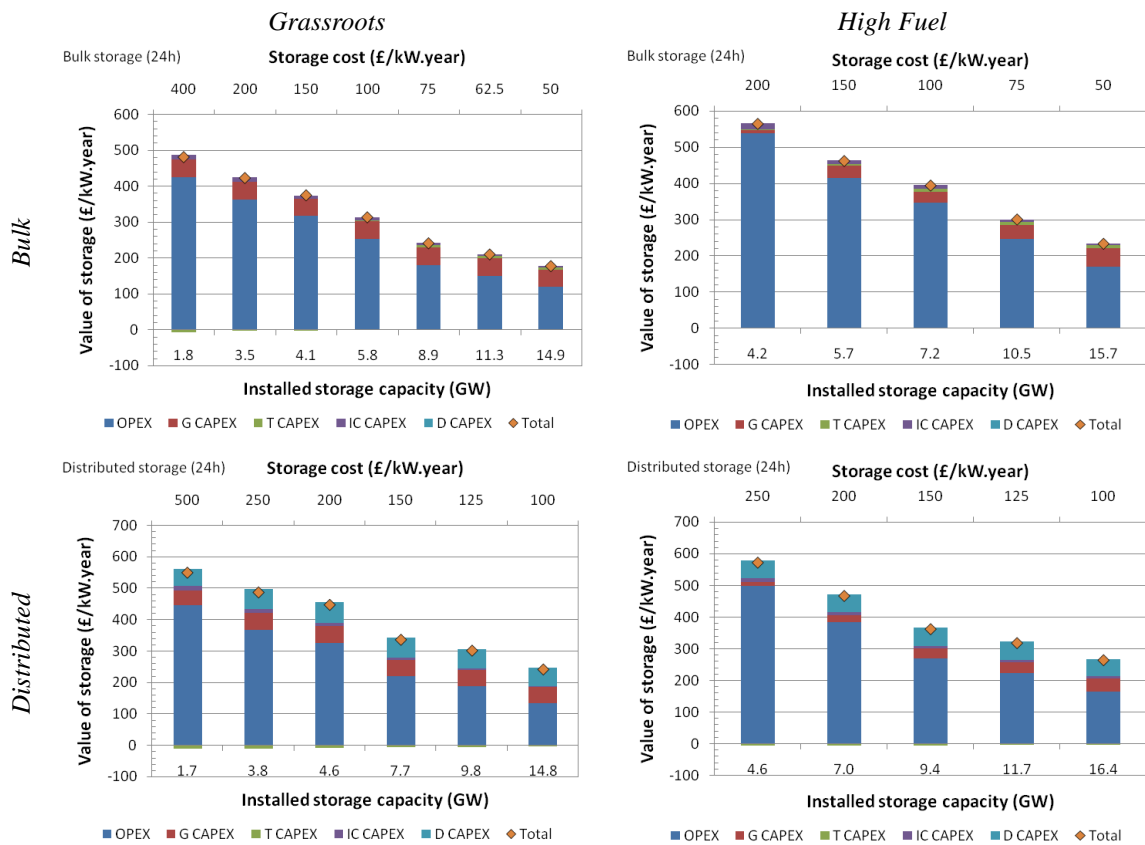 Grassroots
Bulk
Bulk storage (24h)
Storage cost (£/kW.year)
400 200 150 100 75 62.5 50
Value of storage (£/kW.year)
600
500
400
300
200
100
0
-100
1.8 3.5 4.1 5.8 8.9 11.3 14.9
Installed storage capacity (GW)
OPEX G CAPEX T CAPEX IC CAPEX D CAPEX Total
High Fuel
Bulk storage (24h)
Storage cost (£/kW.year)
200 150 100 75 50
Value of storage (£/kW.year)
600
500
400
300
200
100
0
-100
4.2 5.7 7.2 10.5 15.7
Installed storage capacity (GW)
OPEX G CAPEX T CAPEX IC CAPEX D CAPEX Total
Distributed
Distributed storage (24h)
Storage cost (£/kW.year)
500 250 200 150 125 100
Value of storage (£/kW.year)
700
600
500
400
300
200
100
0
-100
1.7 3.8 4.6 7.7 9.8 14.8
Installed storage capacity (GW)
OPEX G CAPEX T CAPEX IC CAPEX D CAPEX Total
Distributed storage (24h)
Storage cost (£/kW.year)
250 200 150 125 100
Value of storage (£/kW.year)
700
600
500
400
300
200
100
0
-100
4.6 7.0 9.4 11.7 16.4
Installed storage capacity (GW)
OPEX G CAPEX T CAPEX IC CAPEX D CAPEX Total